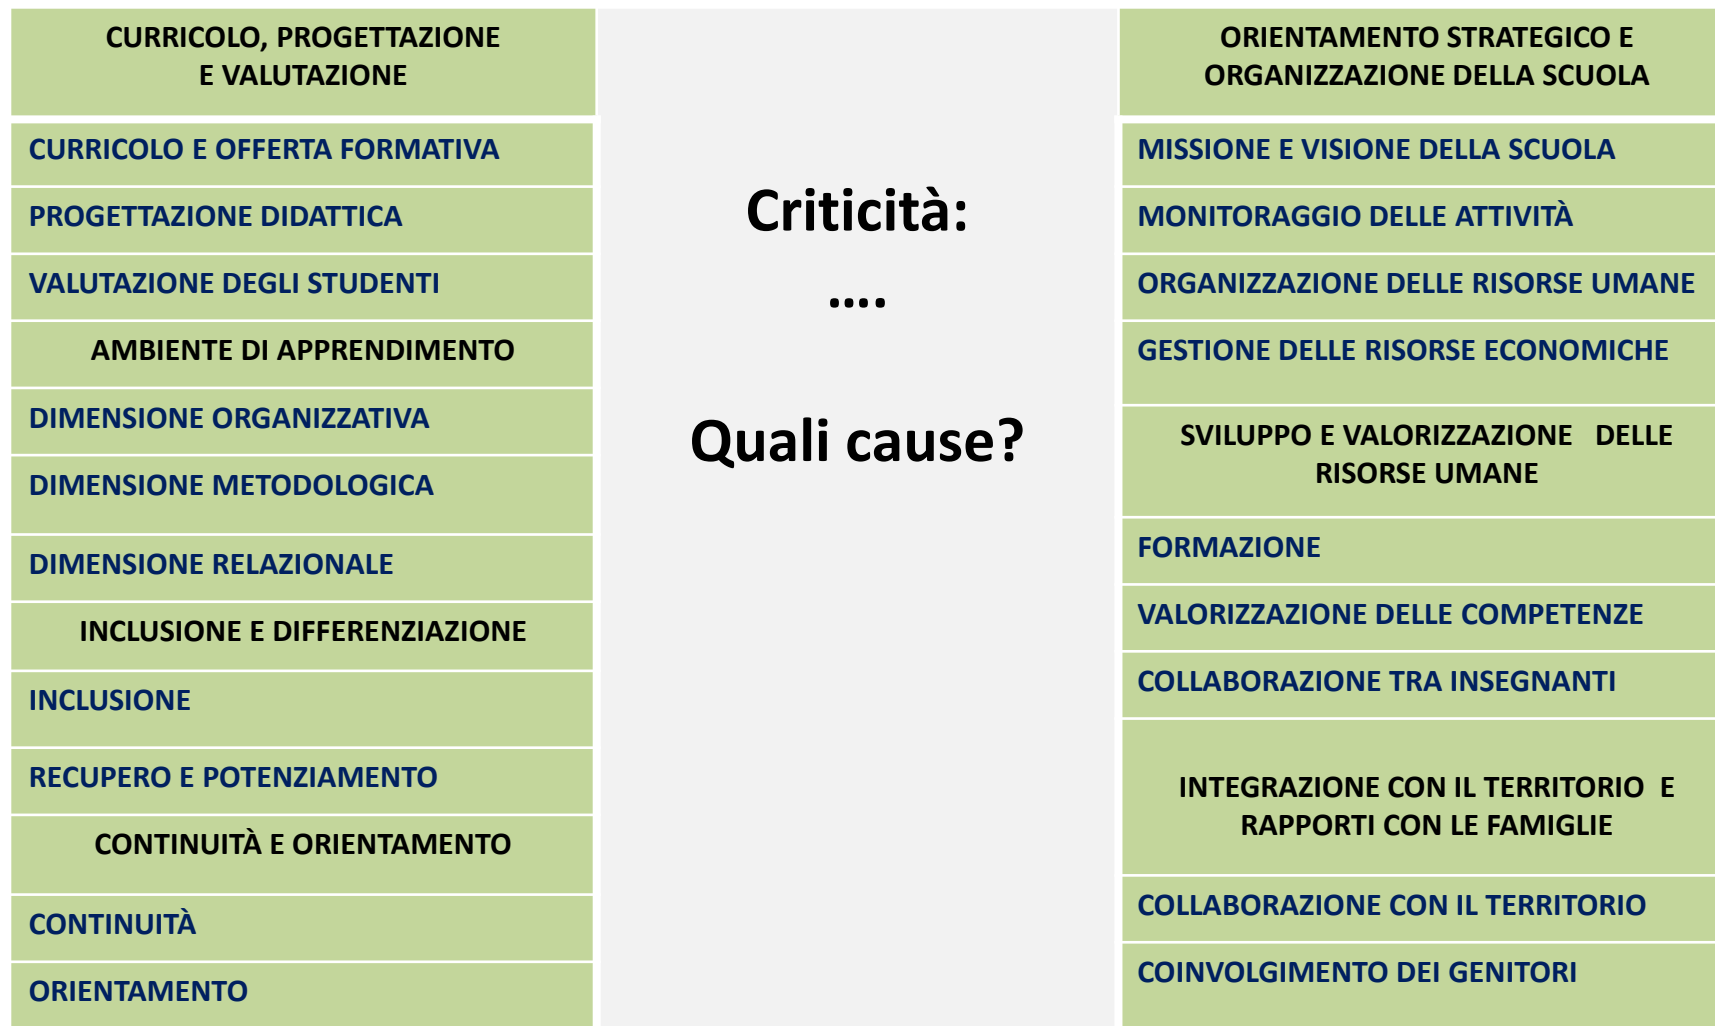 CURRICOLO, PROGETTAZIONE
E VALUTAZIONE
CURRICOLO E OFFERTA FORMATIVA
PROGETTAZIONE DIDATTICA
VALUTAZIONE DEGLI STUDENTI
AMBIENTE DI APPRENDIMENTO
DIMENSIONE ORGANIZZATIVA
DIMENSIONE METODOLOGICA
DIMENSIONE RELAZIONALE
INCLUSIONE E DIFFERENZIAZIONE
INCLUSIONE
RECUPERO E POTENZIAMENTO
CONTINUITÀ E ORIENTAMENTO
CONTINUITÀ
ORIENTAMENTO
Criticità:
....
Quali cause?
ORIENTAMENTO STRATEGICO E
ORGANIZZAZIONE DELLA SCUOLA
MISSIONE E VISIONE DELLA SCUOLA
MONITORAGGIO DELLE ATTIVITÀ
ORGANIZZAZIONE DELLE RISORSE UMANE
GESTIONE DELLE RISORSE ECONOMICHE
SVILUPPO E VALORIZZAZIONE DELLE
RISORSE UMANE
FORMAZIONE
VALORIZZAZIONE DELLE COMPETENZE
COLLABORAZIONE TRA INSEGNANTI
INTEGRAZIONE CON IL TERRITORIO E
RAPPORTI CON LE FAMIGLIE
COLLABORAZIONE CON IL TERRITORIO
COINVOLGIMENTO DEI GENITORI